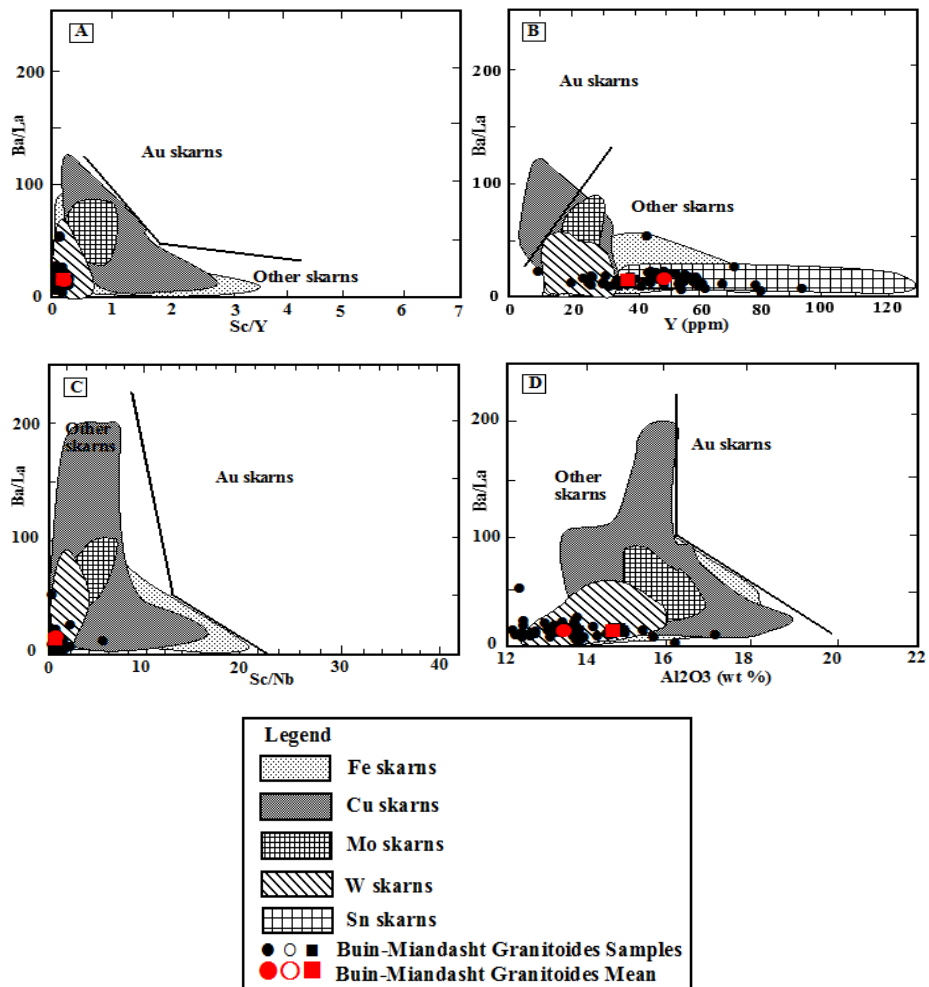 A
200
100
0
Ba/La
Au skarns
Other skarns
0 1 2 3 4 5 6 7
Sc/Y
B
200
100
0
Ba/La
Au skarns
Other skarns
0 20 40 60 80 100 120
Y (ppm)
C
200
100
0
Ba/La
Other
skarns
Au skarns
0 10 20 30 40
Sc/Nb
D
200
100
0
Ba/La
Other
skarns
Au skarns
12 14 16 18 20 22
Al2O3 (wt %)
Legend
Fe skarns
Cu skarns
Mo skarns
W skarns
Sn skarns
Buin-Miandasht Granitoides Samples
Buin-Miandasht Granitoides Mean